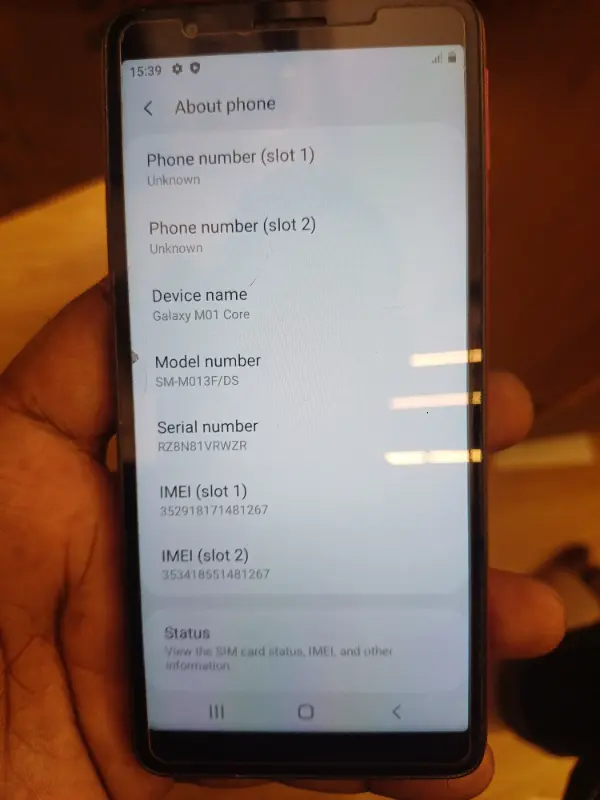 15:39
About phone
Phone number (slot 1)
Unknown
Phone number (slot 2)
Unknown
Device name
Galaxy M01 Core
Model number
SM-M013F/DS
Serial number
RZ8N81VRWZR
IMEI (slot 1)
352918171481267
IMEI (slot 2)
353418551481267
Status
View the SIM card status, IMEI, and other
information.